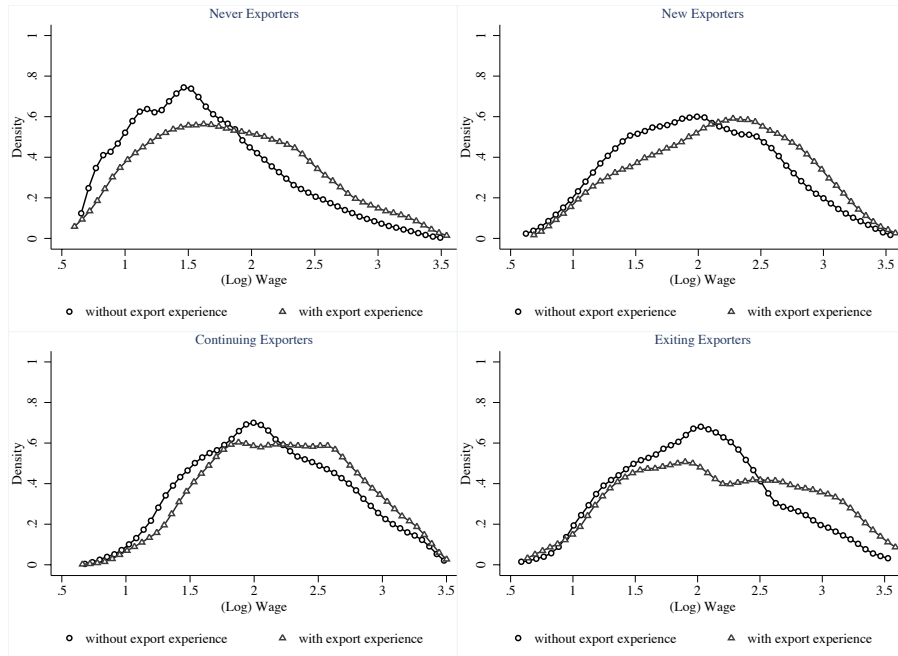 Never Exporters
1
.8
.6
.4
.2
0
Density
.5 1 1.5 2 2.5 3 3.5
(Log) Wage
without export experience with export experience
New Exporters
1
.8
.6
.4
.2
0
Density
.5 1 1.5 2 2.5 3 3.5
(Log) Wage
without export experience with export experience
Continuing Exporters
1
.8
.6
.4
.2
0
Density
.5 1 1.5 2 2.5 3 3.5
(Log) Wage
without export experience with export experience
Exiting Exporters
1
.8
.6
.4
.2
0
Density
.5 1 1.5 2 2.5 3 3.5
(Log) Wage
without export experience with export experience